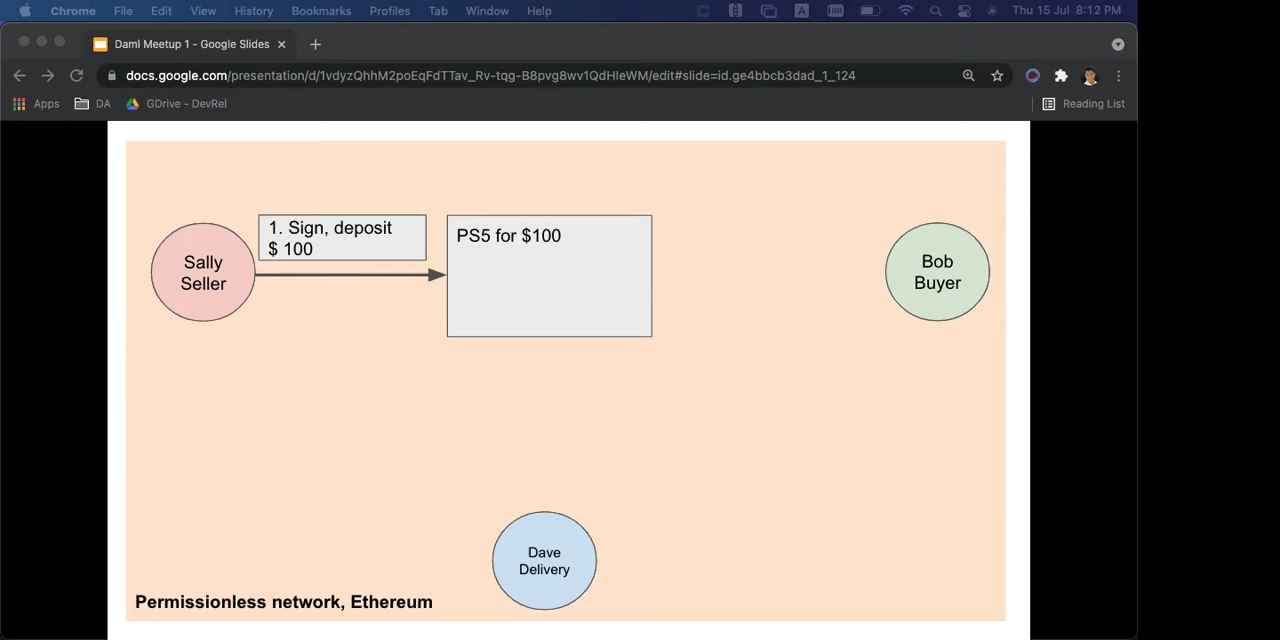 Chrome File Edit View History Bookmarks Profiles Tab Window Help Thu 15 Jul 8:12 PM
Daml Meetup 1 - Google Slides
docs.google.com/presentation/d/1vdyzQhhM2poEqFdTTav_Rv-tqg-B8pvg8wv1QdHIeWM/edit#slide=id.ge4bbcb3dad_1_124
Apps DA GDrive - DevRel Reading List
1. Sign, deposit
$ 100
PS5 for $100
Sally
Seller
Bob
Buyer
Dave
Delivery
Permissionless network, Ethereum